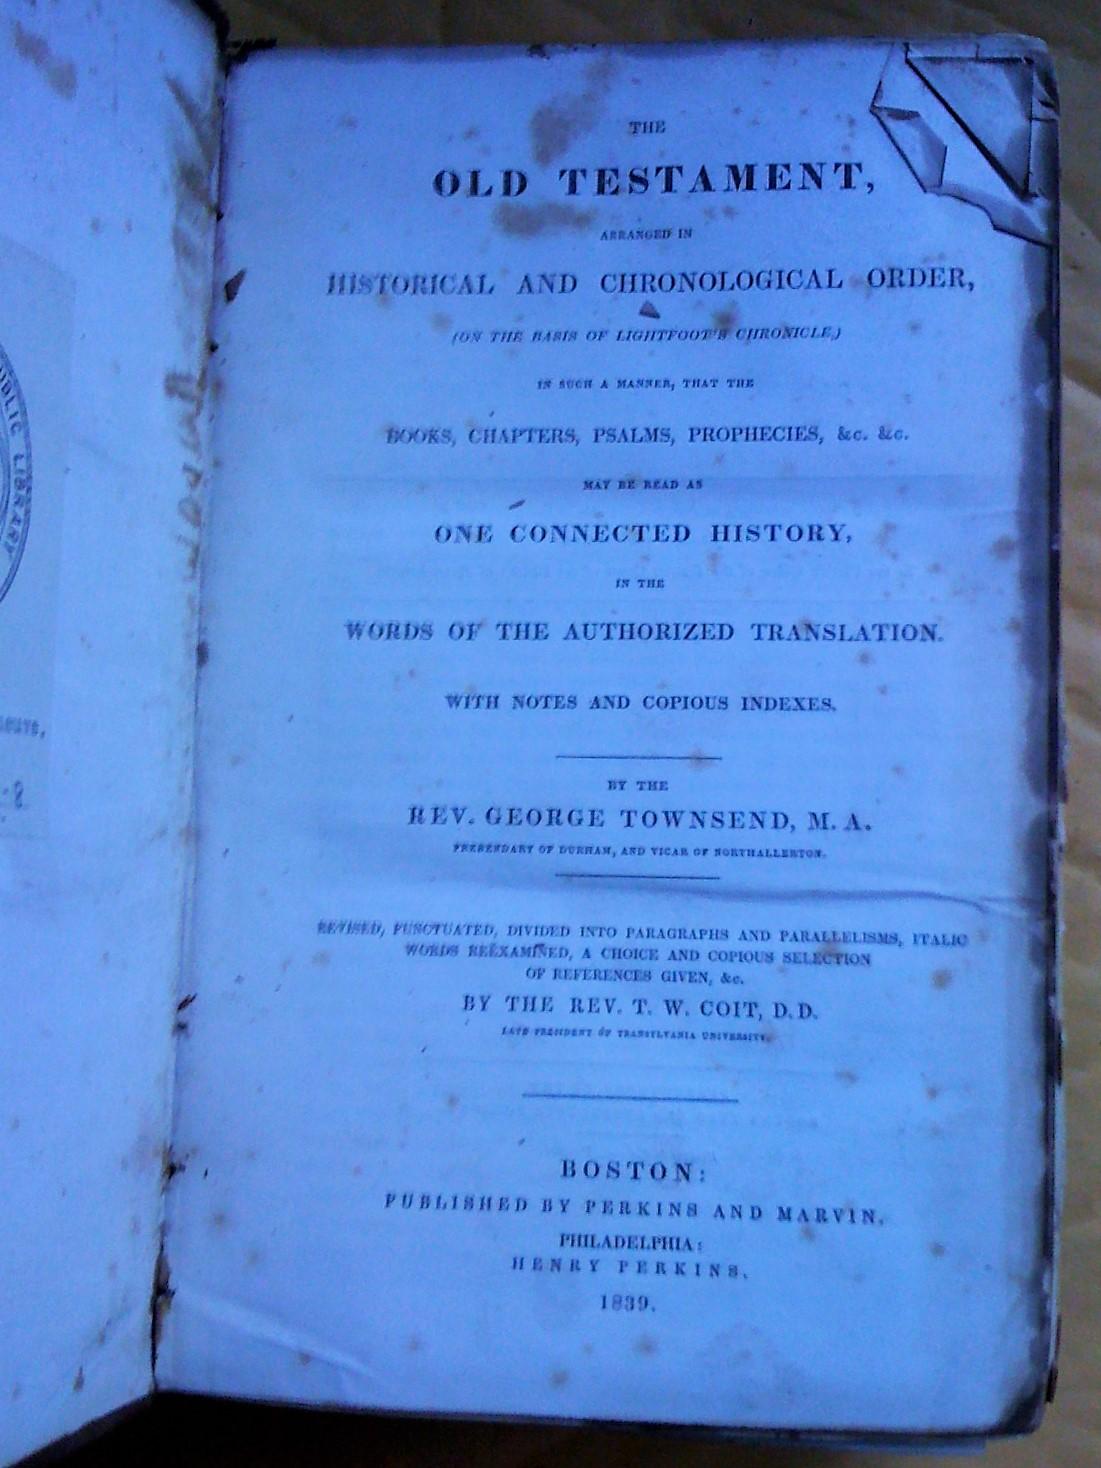 UBLIC LIBRARY
THE
OLD TESTAMENT,
ARRANGED IN
HISTORICAL AND CHRONOLOGICAL ORDER,
(ON THE BASIS OF LIGHTFOOT'S CHRONICLE,)
IN SUCH A MANNER, THAT THE
BOOKS, CHAPTERS, PSALMS, PROPHECIES, &c. &c.
MAY BE READ AS
ONE CONNECTED HISTORY,
IN THE
WORDS OF THE AUTHORIZED TRANSLATION.
WITH NOTES AND COPIOUS INDEXES.
BY THE
REV. GEORGE TOWNSEND, M. A.
PREBENDARY OF DURHAM, AND VICAR OF NORTHALLERTON.
REVISED, PUNCTUATED, DIVIDED INTO PARAGRAPHS AND PARALLELISMS, ITALIC
WORDS REËXAMINED, A CHOICE AND COPIOUS SELECTION
OF REFERENCES GIVEN, &c.
BY THE REV. T. W. COIT, D.D.
LATE PRESIDENT OF TRANSYLVANIA UNIVERSITY.
BOSTON:
PUBLISHED BY PERKINS AND MARVIN.
PHILADELPHIA:
HENRY PERKINS.
1839.